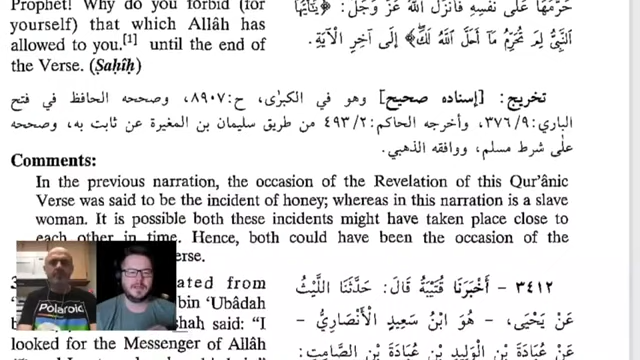 Prophet! Why do you forbid (for
yourself) that which Allâh has
allowed to you.[1] until the end of
the Verse. (Ṣaḥîḥ)
حَرَّمَهَا عَلَى نَفْسِهِ فَأَنْزَلَ اللهُ عَزَّ وَجَلَّ: ﴿يَٰٓأَيُّهَا
ٱلنَّبِىُّ لِمَ تُحَرِّمُ مَآ أَحَلَّ ٱللَّهُ لَكَ﴾ إِلَى آخِرِ الْآيَةِ.
تخريج: [إسناده صحيح] وهو في الكبرٰى، ح:٨٩٠٧، وصححه الحافظ في فتح
الباري:٣٧٦/٩، وأخرجه الحاكم:٤٩٣/٢ من طريق سليمان بن المغيرة عن ثابت به، وصححه
علٰى شرط مسلم، ووافقه الذهبي.
Comments:
In the previous narration, the occasion of the Revelation of this Qur'ânic
Verse was said to be the incident of honey; whereas in this narration is a slave
woman. It is possible both these incidents might have taken place close to
each other in time. Hence, both could have been the occasion of the
erse.
ated from
bin 'Ubâdah
shah said: "I
looked for the Messenger of Allâh
٣٤١٢ - أَخْبَرَنَا قُتَيْبَةُ قَالَ: حَدَّثَنَا اللَّيْثُ
عَنْ يَحْيَى، - هُوَ ابْنُ سَعِيدٍ الْأَنْصَارِيُّ -
عَنْ عُبَادَةَ بْنِ الْوَلِيدِ بْنِ عُبَادَةَ بْنِ الصَّامِتِ:
Polaroid